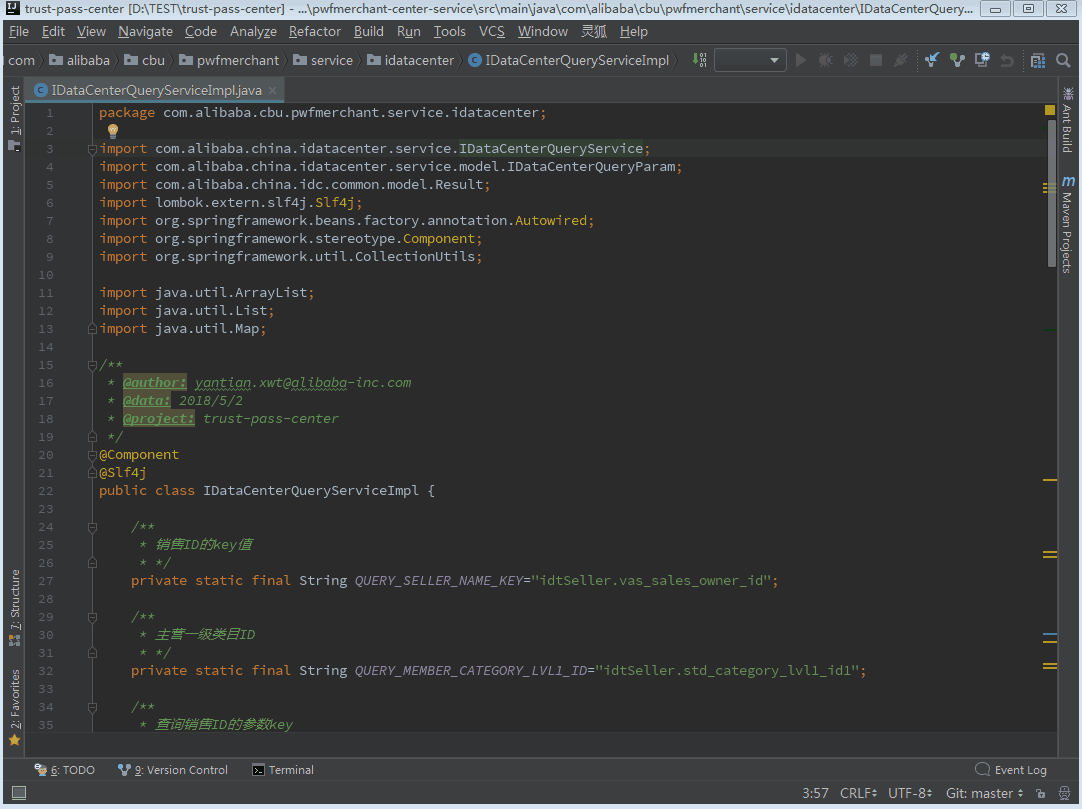 trust-pass-center [D:\TEST\trust-pass-center] - ...\pwfmerchant-center-service\src\main\java\com\alibaba\cbu\pwfmerchant\service\idatacenter\IDataCenterQuery...
File Edit View Navigate Code Analyze Refactor Build Run Tools VCS Window 灵狐 Help
com alibaba cbu pwfmerchant service idatacenter IDataCenterQueryServiceImpl
IDataCenterQueryServiceImpl.java
1: Project
Ant Build
Maven Projects
1 package com.alibaba.cbu.pwfmerchant.service.idatacenter;
2
3 import com.alibaba.china.idatacenter.service.IDataCenterQueryService;
4 import com.alibaba.china.idatacenter.service.model.IDataCenterQueryParam;
5 import com.alibaba.china.idc.common.model.Result;
6 import lombok.extern.slf4j.Slf4j;
7 import org.springframework.beans.factory.annotation.Autowired;
8 import org.springframework.stereotype.Component;
9 import org.springframework.util.CollectionUtils;
10
11 import java.util.ArrayList;
12 import java.util.List;
13 import java.util.Map;
14
15 /**
16 * @author: yantian.xwt@alibaba-inc.com
17 * @data: 2018/5/2
18 * @project: trust-pass-center
19 */
20 @Component
21 @Slf4j
22 public class IDataCenterQueryServiceImpl {
23
24 /**
25 * 销售ID的key值
26 * */
27 private static final String QUERY_SELLER_NAME_KEY="idtSeller.vas_sales_owner_id";
28
29 /**
30 * 主营一级类目ID
31 * */
32 private static final String QUERY_MEMBER_CATEGORY_LVL1_ID="idtSeller.std_category_lvl1_id1";
33
34 /**
35 * 查询销售ID的参数key
7: Structure
2: Favorites
6: TODO 9: Version Control Terminal Event Log
3:57 CRLF UTF-8 Git: master